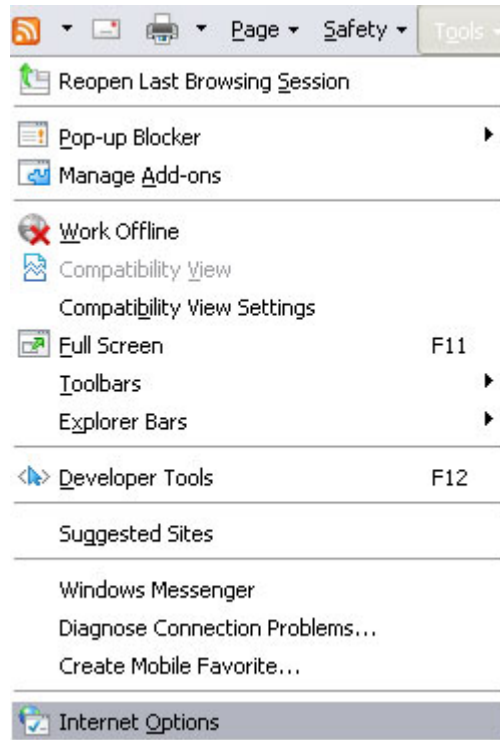 Page Safety Tools
Reopen Last Browsing Session
Pop-up Blocker
Manage Add-ons
Work Offline
Compatibility View
Compatibility View Settings
Full Screen F11
Toolbars
Explorer Bars
Developer Tools F12
Suggested Sites
Windows Messenger
Diagnose Connection Problems...
Create Mobile Favorite...
Internet Options